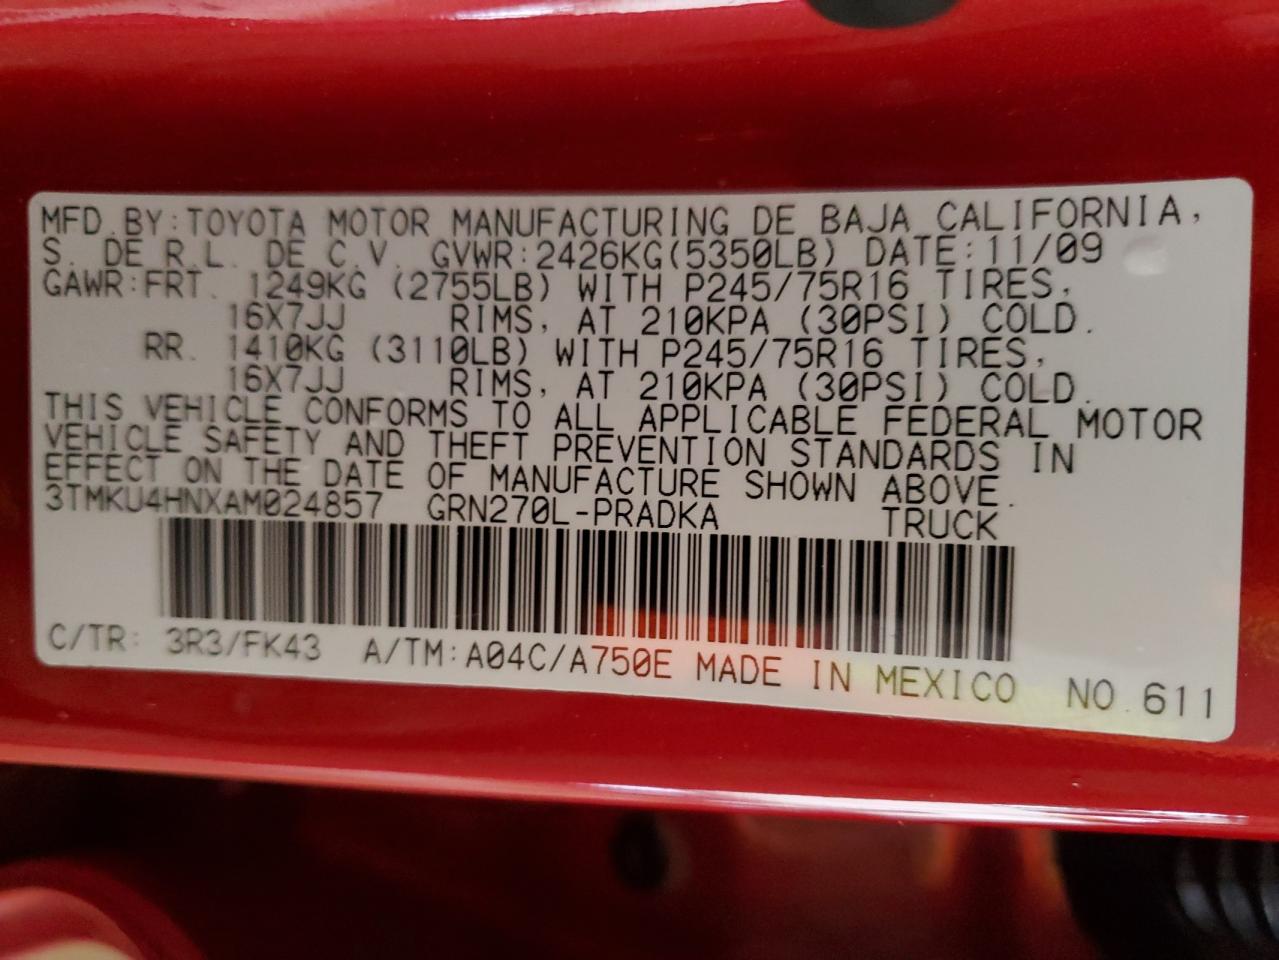 MFD.BY:TOYOTA MOTOR MANUFACTURING DE BAJA CALIFORNIA,
S. DE R.L. DE C.V. GVWR:2426KG(5350LB) DATE:11/09
GAWR:FRT. 1249KG (2755LB) WITH P245/75R16 TIRES,
16X7JJ RIMS, AT 210KPA (30PSI) COLD.
RR. 1410KG (3110LB) WITH P245/75R16 TIRES,
16X7JJ RIMS, AT 210KPA (30PSI) COLD.
THIS VEHICLE CONFORMS TO ALL APPLICABLE FEDERAL MOTOR
VEHICLE SAFETY AND THEFT PREVENTION STANDARDS IN
EFFECT ON THE DATE OF MANUFACTURE SHOWN ABOVE.
3TMKU4HNXAM024857 GRN270L-PRADKA TRUCK
C/TR: 3R3/FK43 A/TM:A04C/A750E MADE IN MEXICO NO.611